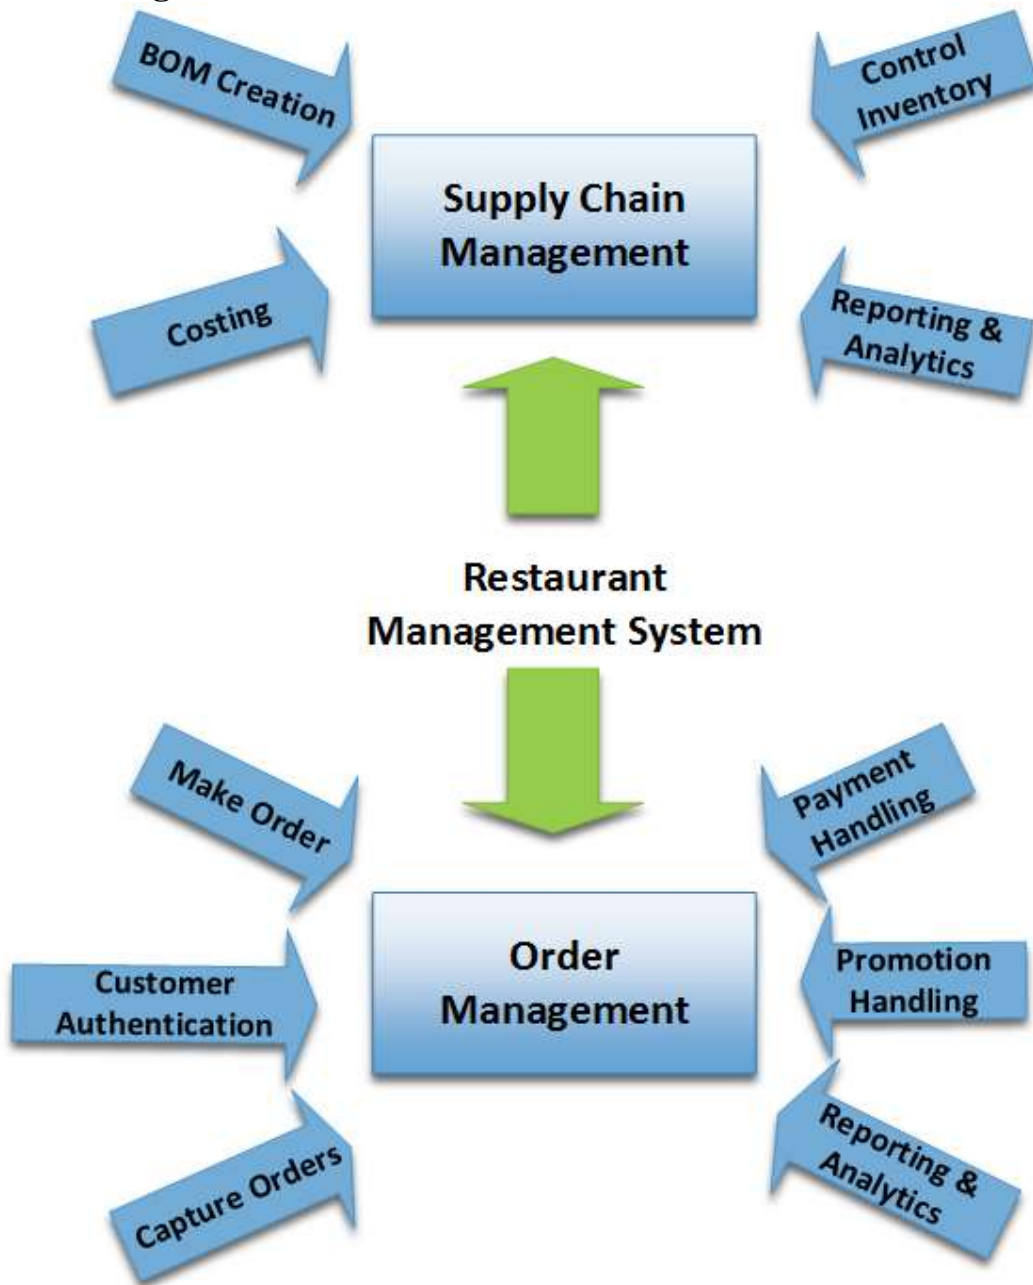 BOM Creation
Control
Inventory
Supply Chain
Management
Costing
Reporting &
Analytics
Restaurant
Management System
Make Order
Payment
Handling
Order
Management
Customer
Authentication
Promotion
Handling
Capture Orders
Reporting &
Analytics